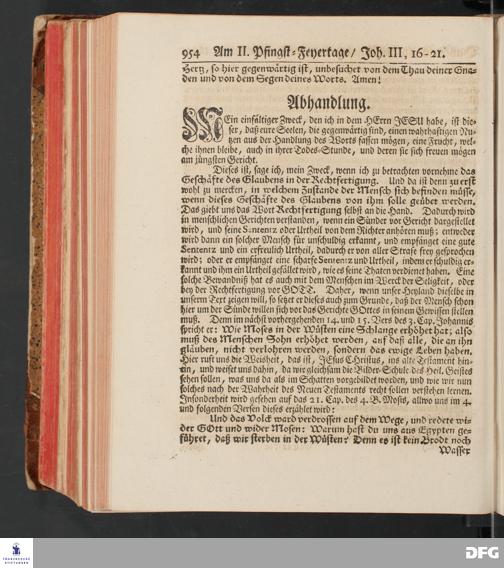 954 Am II. Pfingst-Feyertage/ Joh. III, 16-21.
Hertz, so hier gegenwärtig ist, unbesuchet von dem Thau deiner Gna-
den und von dem Segen deines Worts. Amen!
Abhandlung.
MEin einfältiger Zweck, den ich in dem HErrn JESU habe, ist die-
ser, daß eure Seelen, die gegenwärtig sind, einen wahrhaftigen Nu-
tzen aus der Handlung des Worts fassen mögen, eine Frucht, wel-
che ihnen bleibe, auch in ihrer Todes-Stunde, und deren sie sich freuen mögen
am jüngsten Gericht.
Dieses ist, sage ich, mein Zweck, wenn ich zu betrachten vornehme das
Geschäfte des Glaubens in der Rechtfertigung. Und da ist denn zu erst
wohl zu mercken, in welchem Zustande der Mensch sich befinden müsse,
wenn dieses Geschäfte des Glaubens von ihm solle geübet werden.
Das giebt uns das Wort Rechtfertigung selbst an die Hand. Dadurch wird
in menschlichen Gerichten verstanden, wenn ein Sünder vor Gericht dargestellet
wird, und seine Sententz oder Urtheil von dem Richter anhören muß; entweder
wird dann ein solcher Mensch für unschuldig erkannt, und empfänget eine gute
Sententz und ein erfreulich Urtheil, dadurch er von aller Strafe frey gesprochen
wird; oder er empfänget eine scharfe Sententz und Urtheil, indem er schuldig er-
kannt und ihm ein Urtheil gefället wird, wie es seine Thaten verdienet haben. Eine
solche Bewandniß hat es auch mit dem Menschen im Werck der Seligkeit, oder
bey der Rechtfertigung vor GOTT. Daher, wenn unser Heyland dieselbe in
unserm Text zeigen will, so setzet er dieses auch zum Grunde, daß der Mensch schon
hier um der Sünde willen sich vor das Gerichte GOttes in seinem Gewissen stellen
muß. Denn im nächst vorhergehenden 14. und 15. Vers des 3. Cap. Johannis
spricht er: Wie Moses in der Wüsten eine Schlange erhöhet hat; also
muß des Menschen Sohn erhöhet werden, auf daß alle, die an ihn
gläuben, nicht verlohren werden, sondern das ewige Leben haben.
Hier ruft uns die Weisheit, das ist, JEsus Christus, ins alte Testament hin-
ein, und weiset uns dahin, da wir gleichsam die Bilder-Schule des Heil. Geistes
sehen sollen, was uns da als im Schatten vorgebildet worden, und wie wir nun
solches nach der Wahrheit des Neuen Testaments recht sollen verstehen lernen.
Insonderheit wird gesehen auf das 21. Cap. des 4. B. Mosis, allwo uns im 4.
und folgenden Versen dieses erzählet wird:
Und das Volck ward verdrossen auf dem Wege, und redete wi-
der GOtt und wider Mosen: Warum hast du uns aus Egypten ge-
führet, daß wir sterben in der Wüsten? Denn es ist kein Brodt noch
Wasser
DFG